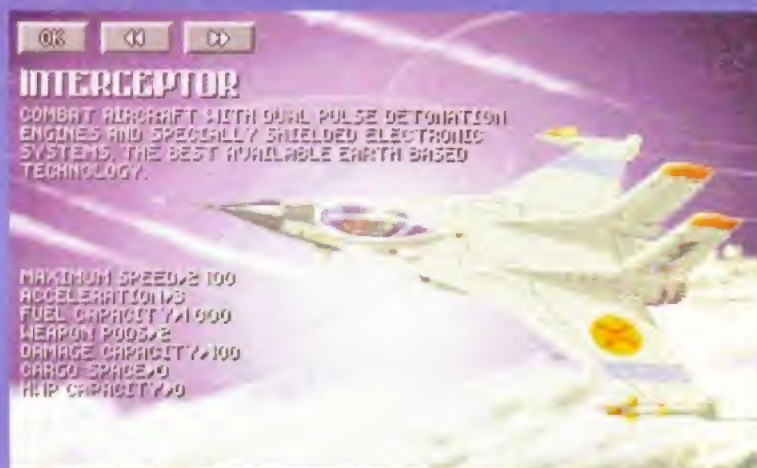 OK << >>
INTERCEPTOR
COMBAT AIRCRAFT WITH DUAL PULSE DETONATION
ENGINES AND SPECIALLY SHIELDED ELECTRONIC
SYSTEMS. THE BEST AVAILABLE EARTH BASED
TECHNOLOGY.
MAXIMUM SPEED>2100
ACCELERATION>3
FUEL CAPACITY>1000
WEAPON PODS>2
DAMAGE CAPACITY>100
CARGO SPACE>0
HWP CAPACITY>0